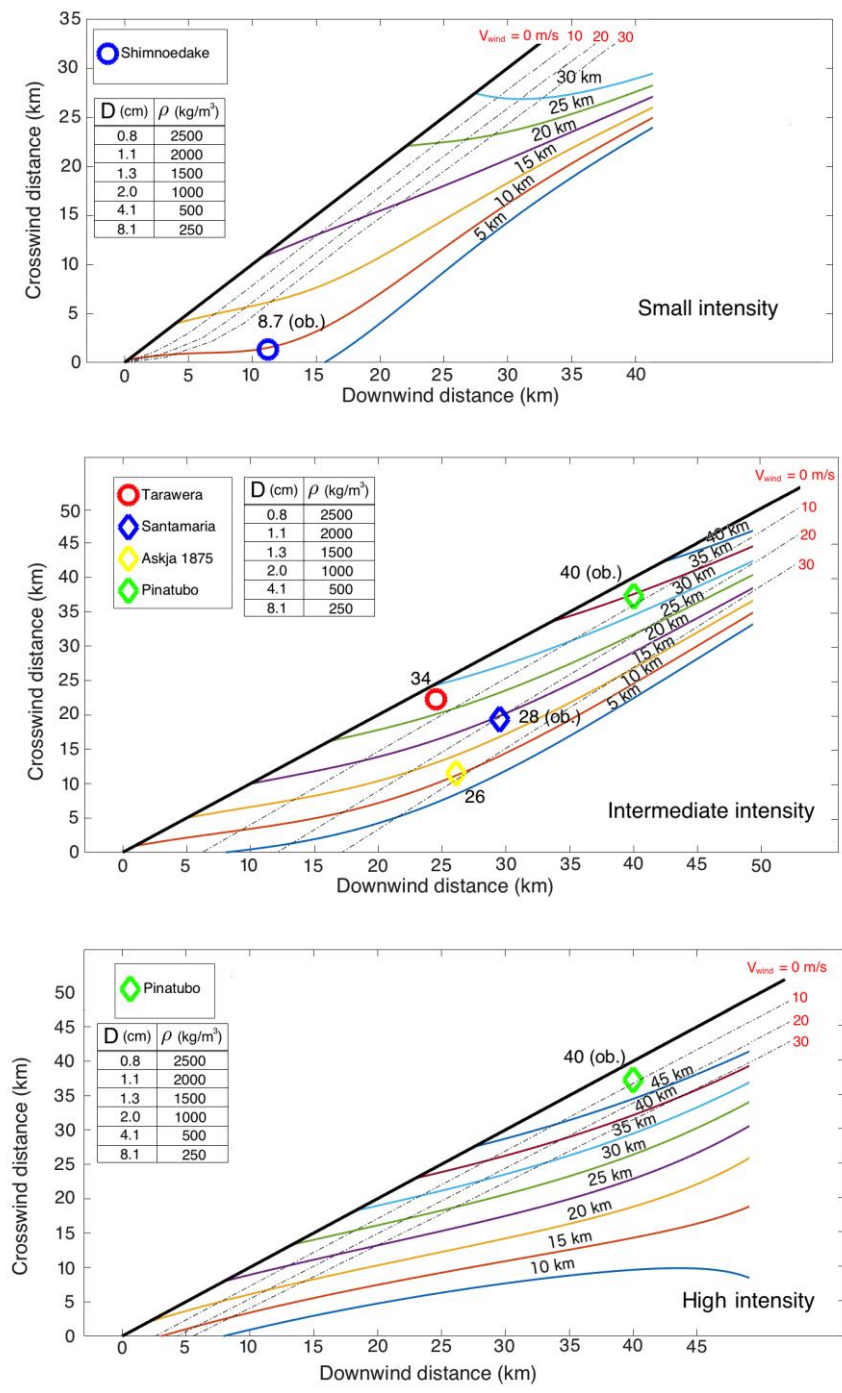 35
30
25
20
15
10
5
0
Crosswind distance (km)
Shimnoedake
D (cm) ρ (kg/m³)
0.8 2500
1.1 2000
1.3 1500
2.0 1000
4.1 500
8.1 250
Vwind = 0 m/s 10 20 30
30 km
25 km
20 km
15 km
10 km
5 km
8.7 (ob.)
Small intensity
0 5 10 15 20 25 30 35 40
Downwind distance (km)
50
45
40
35
30
25
20
15
10
5
0
Crosswind distance (km)
Tarawera
Santamaria
Askja 1875
Pinatubo
D (cm) ρ (kg/m³)
0.8 2500
1.1 2000
1.3 1500
2.0 1000
4.1 500
8.1 250
Vwind = 0 m/s
10
20
30
40 km
35 km
30 km
25 km
20 km
15 km
10 km
5 km
40 (ob.)
34
28 (ob.)
26
Intermediate intensity
0 5 10 15 20 25 30 35 40 50
Downwind distance (km)
50
45
40
35
30
25
20
15
10
5
0
Crosswind distance (km)
Pinatubo
D (cm) ρ (kg/m³)
0.8 2500
1.1 2000
1.3 1500
2.0 1000
4.1 500
8.1 250
Vwind = 0 m/s
10
20
30
40 (ob.)
45 km
40 km
35 km
30 km
25 km
20 km
15 km
10 km
High intensity
0 5 10 15 20 25 30 35 40 45
Downwind distance (km)